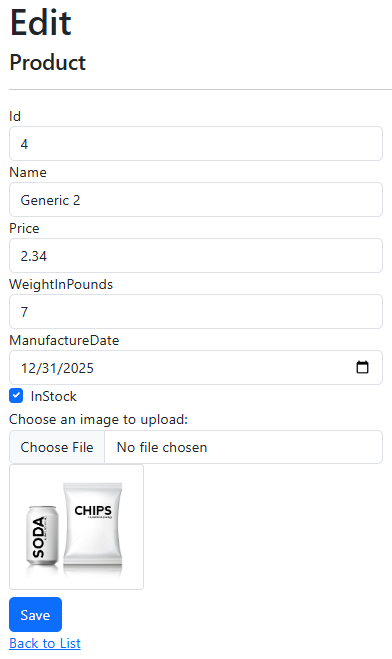 Edit
Product
Id
4
Name
Generic 2
Price
2.34
WeightInPounds
7
ManufactureDate
12/31/2025
InStock
Choose an image to upload:
Choose File No file chosen
SODA
CHIPS
Save
Back to List